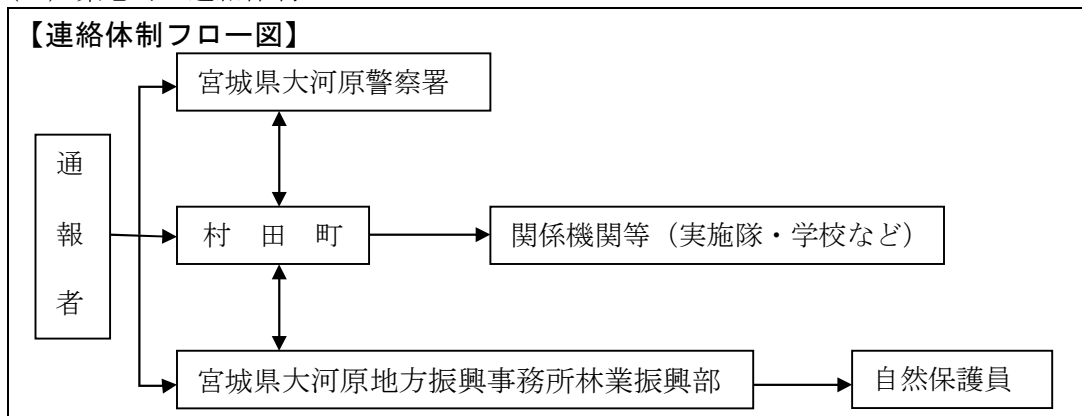 【連絡体制フロー図】
宮城県大河原警察署
通報者
村田町
関係機関等（実施隊・学校など）
宮城県大河原地方振興事務所林業振興部
自然保護員